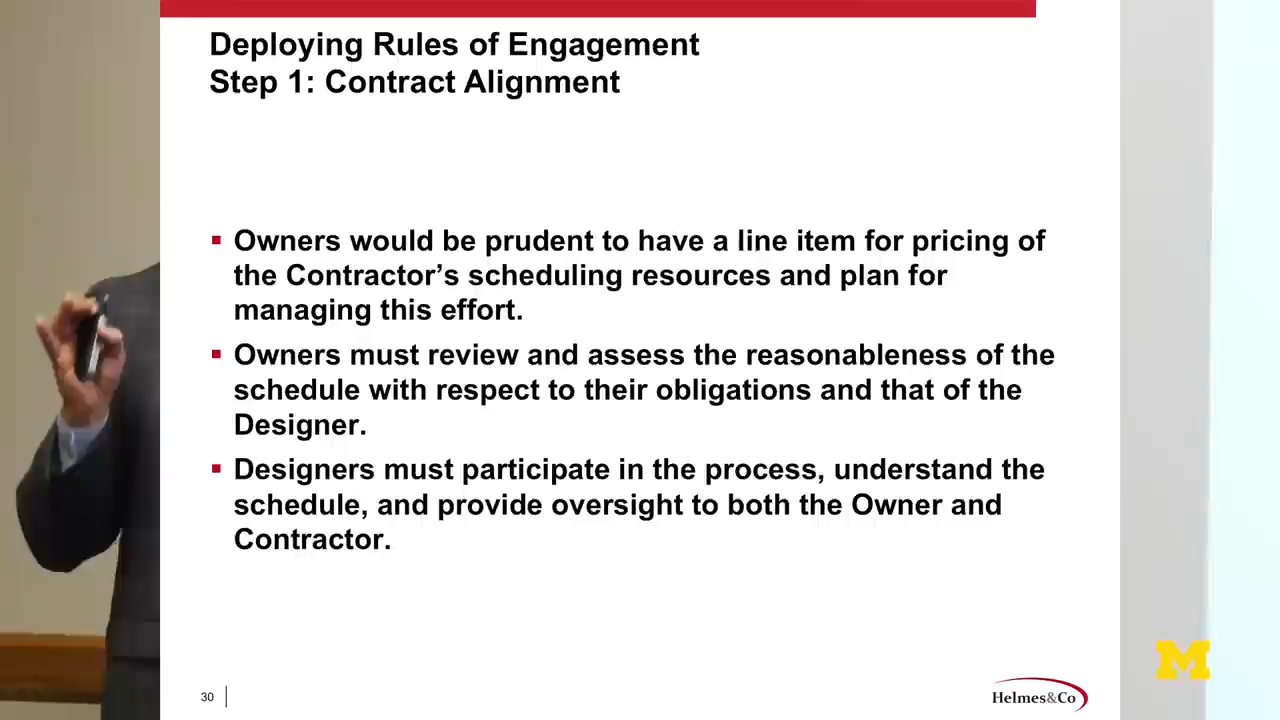 Deploying Rules of Engagement
Step 1: Contract Alignment
▪ Owners would be prudent to have a line item for pricing of
the Contractor’s scheduling resources and plan for
managing this effort.
▪ Owners must review and assess the reasonableness of the
schedule with respect to their obligations and that of the
Designer.
▪ Designers must participate in the process, understand the
schedule, and provide oversight to both the Owner and
Contractor.
30
Helmes&Co
M